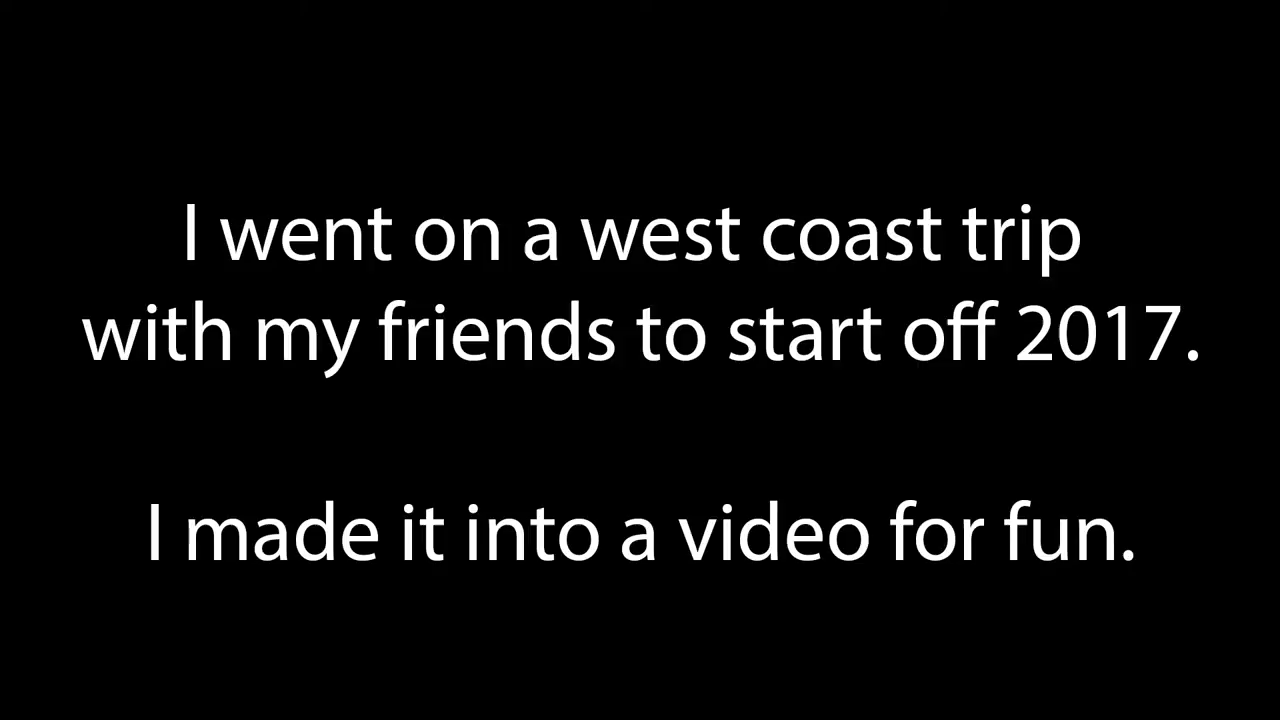 I went on a west coast trip
with my friends to start off 2017.
I made it into a video for fun.